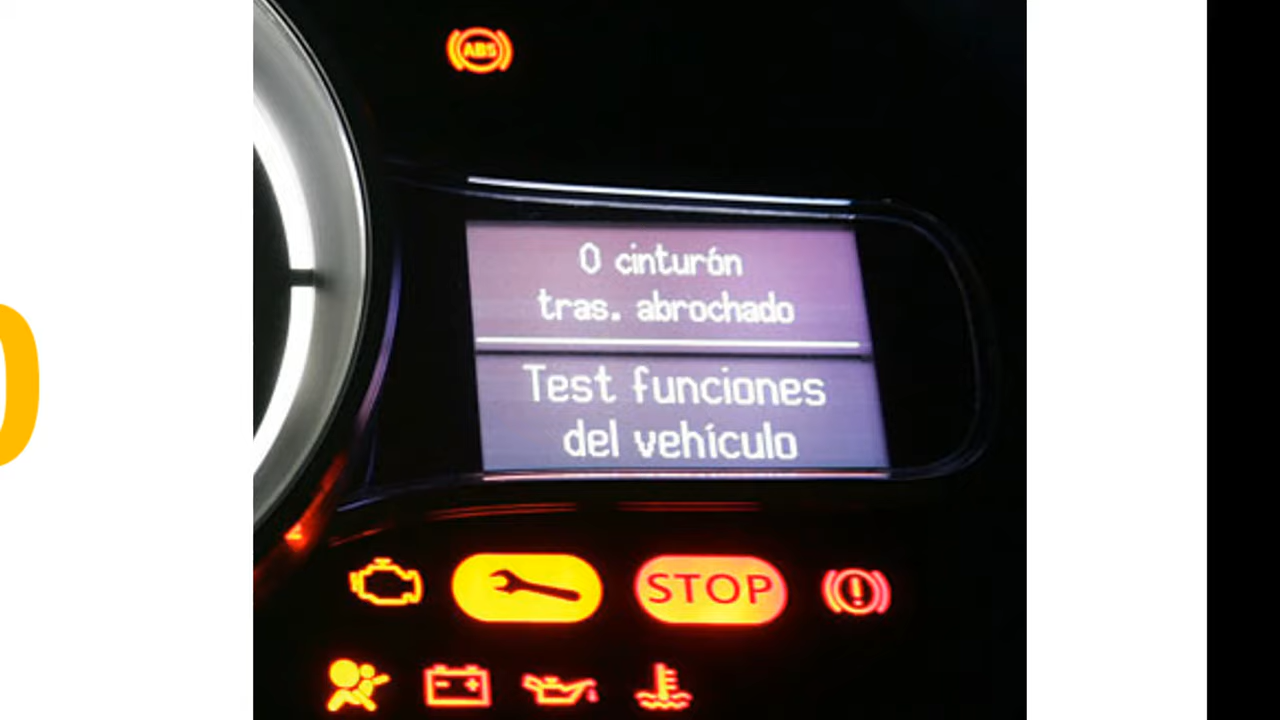 ABS
0 cinturón
tras. abrochado
Test funciones
del vehículo
STOP